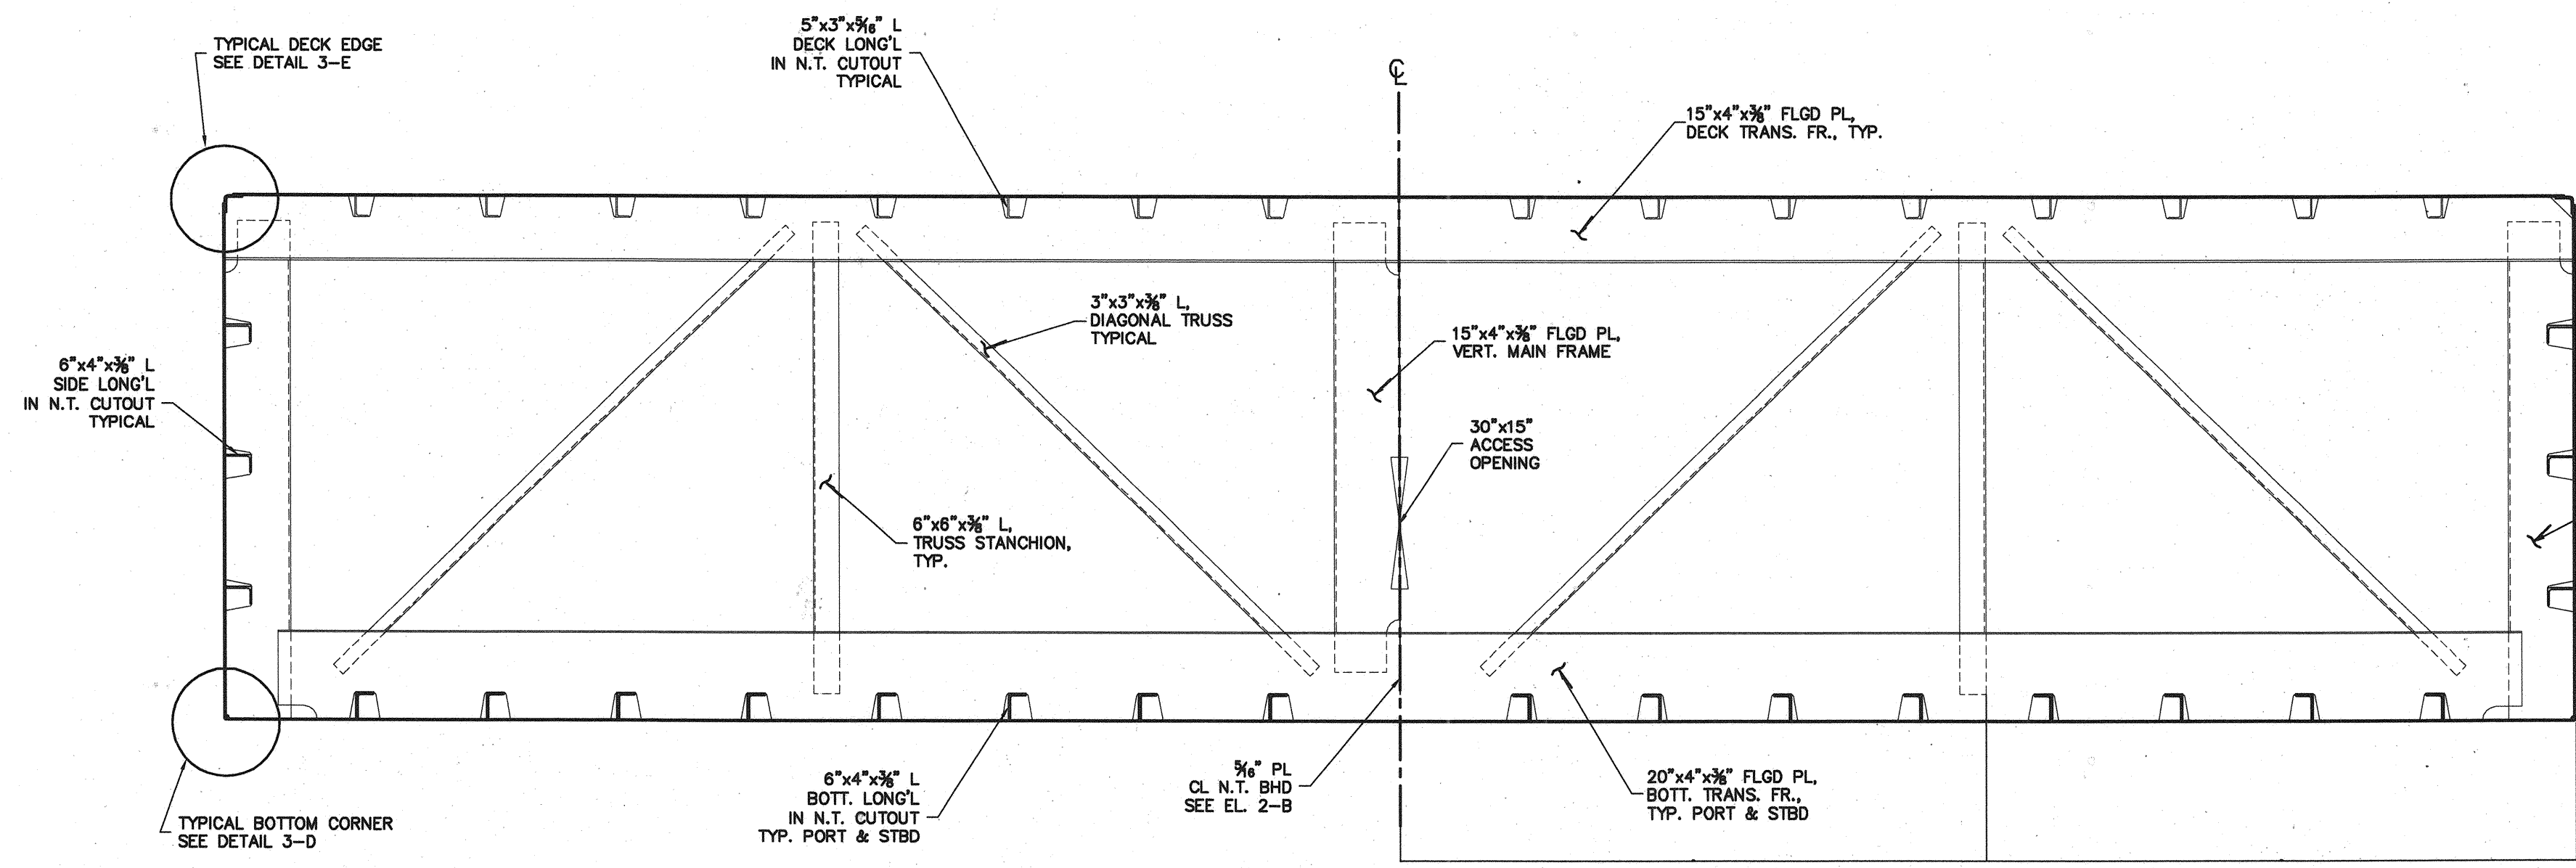 TYPICAL DECK EDGE
SEE DETAIL 3-E
5"x3"x5/16" L
DECK LONG'L
IN N.T. CUTOUT
TYPICAL
CL
15"x4"x3/8" FLGD PL,
DECK TRANS. FR., TYP.
3"x3"x3/8" L,
DIAGONAL TRUSS
TYPICAL
15"x4"x3/8" FLGD PL,
VERT. MAIN FRAME
6"x4"x3/8" L
SIDE LONG'L
IN N.T. CUTOUT
TYPICAL
30"x15"
ACCESS
OPENING
6"x6"x3/8" L,
TRUSS STANCHION,
TYP.
5/16" PL
CL N.T. BHD
SEE EL. 2-B
6"x4"x3/8" L
BOTT. LONG'L
IN N.T. CUTOUT
TYP. PORT & STBD
20"x4"x3/8" FLGD PL,
BOTT. TRANS. FR.,
TYP. PORT & STBD
TYPICAL BOTTOM CORNER
SEE DETAIL 3-D